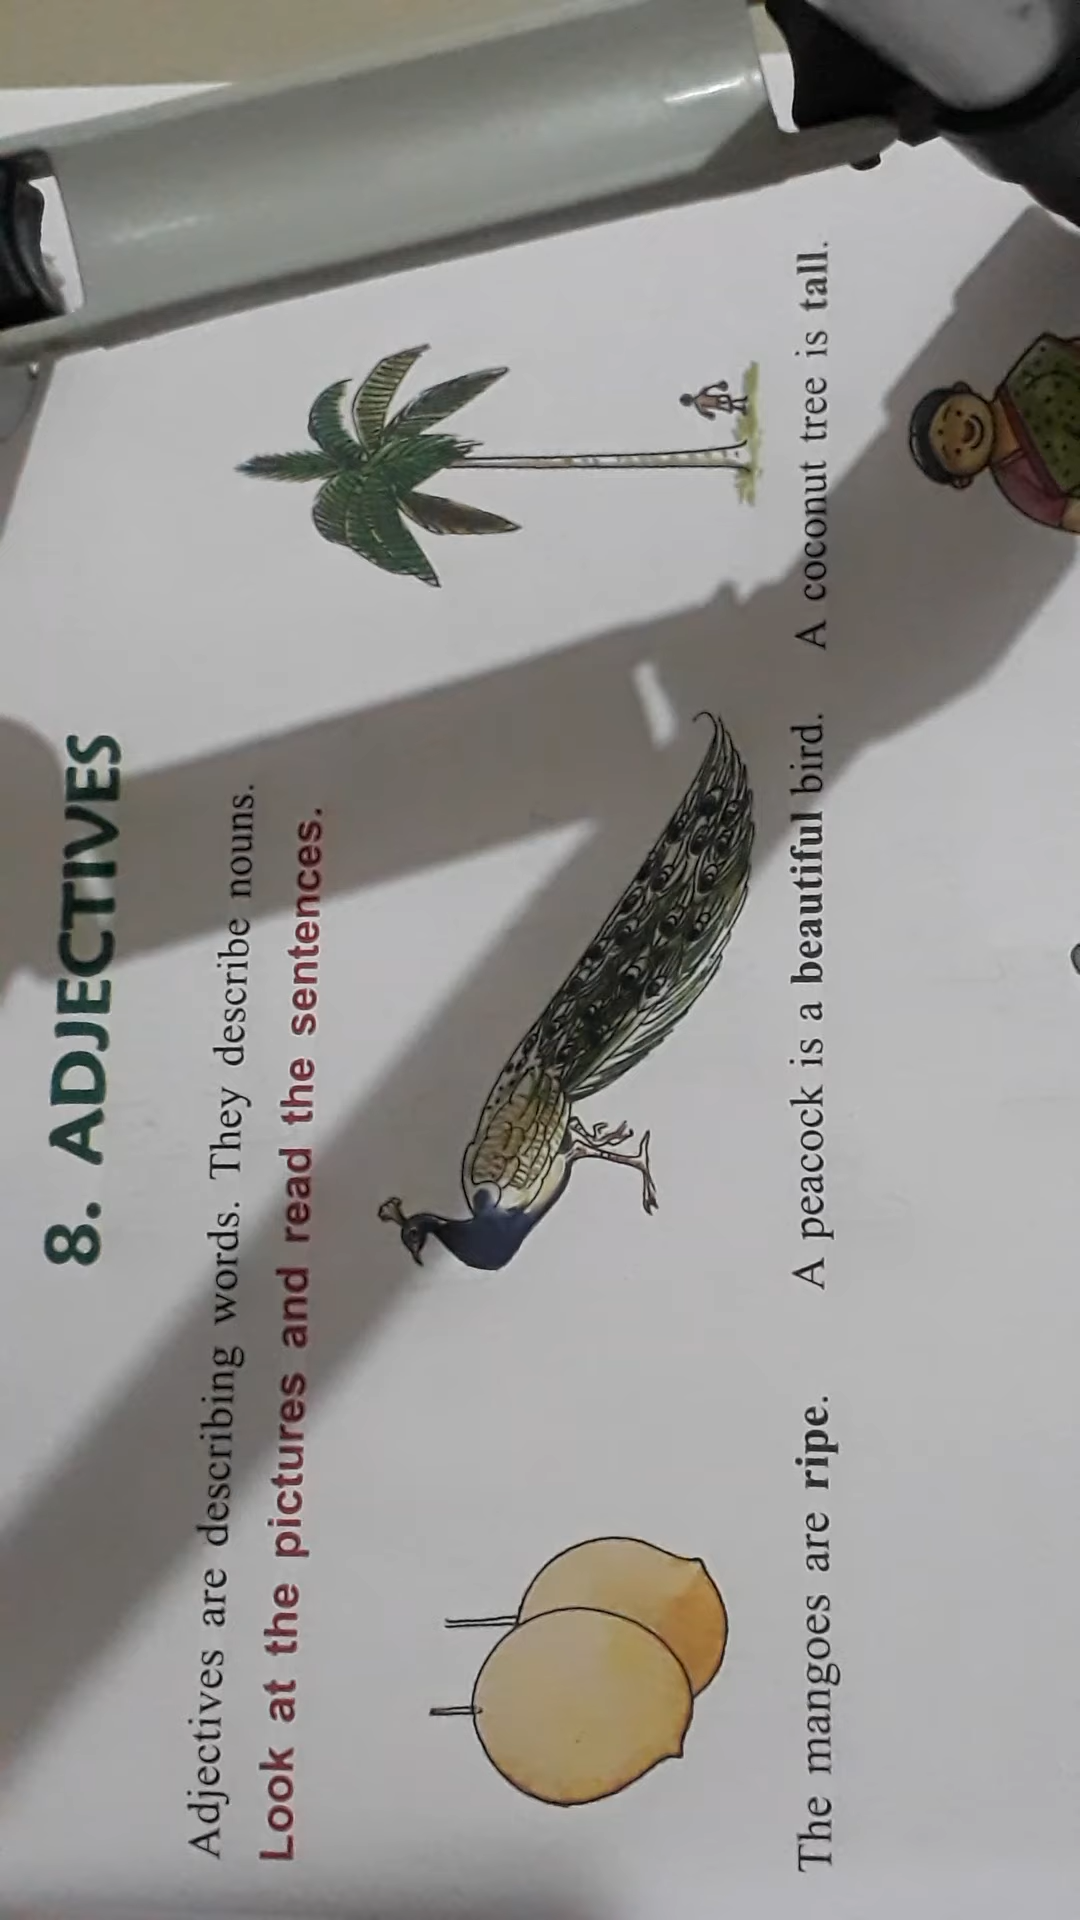 8. ADJECTIVES
Adjectives are describing words. They describe nouns.
Look at the pictures and read the sentences.
The mangoes are ripe. A peacock is a beautiful bird. A coconut tree is tall.